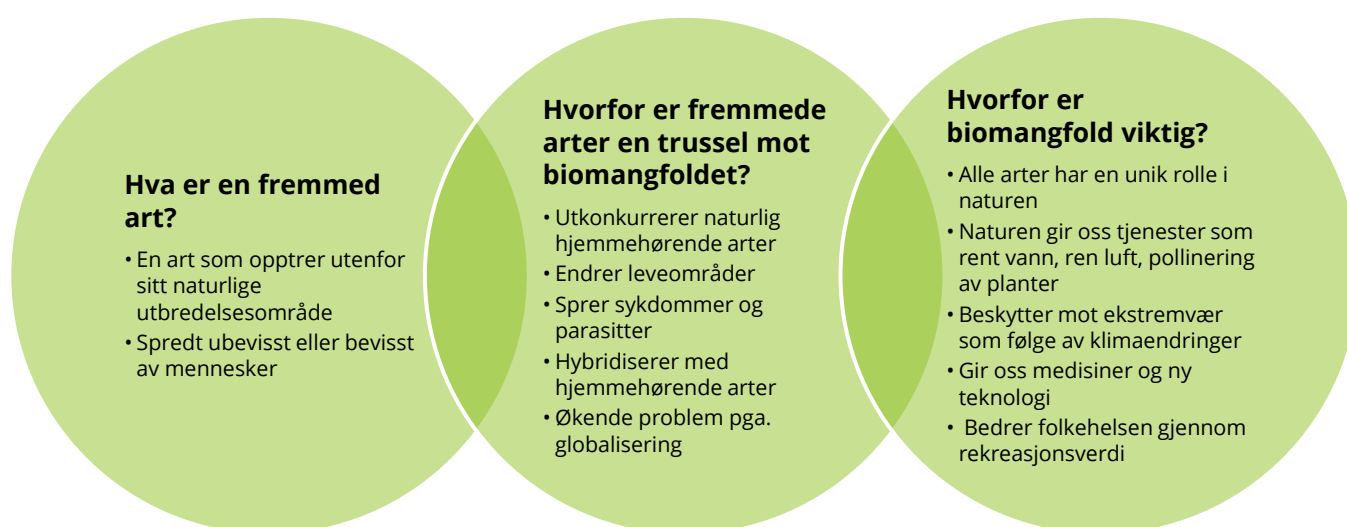 Hva er en fremmed
art?
• En art som opptrer utenfor
sitt naturlige
utbredelsesområde
• Spredt ubevisst eller bevisst
av mennesker
Hvorfor er fremmede
arter en trussel mot
biomangfoldet?
• Utkonkurrerer naturlig
hjemmehørende arter
• Endrer leveområder
• Sprer sykdommer og
parasitter
• Hybridiserer med
hjemmehørende arter
• Økende problem pga.
globalisering
Hvorfor er
biomangfold viktig?
• Alle arter har en unik rolle i
naturen
• Naturen gir oss tjenester som
rent vann, ren luft, pollinering
av planter
• Beskytter mot ekstremvær
som følge av klimaendringer
• Gir oss medisiner og ny
teknologi
• Bedrer folkehelsen gjennom
rekreasjonsverdi